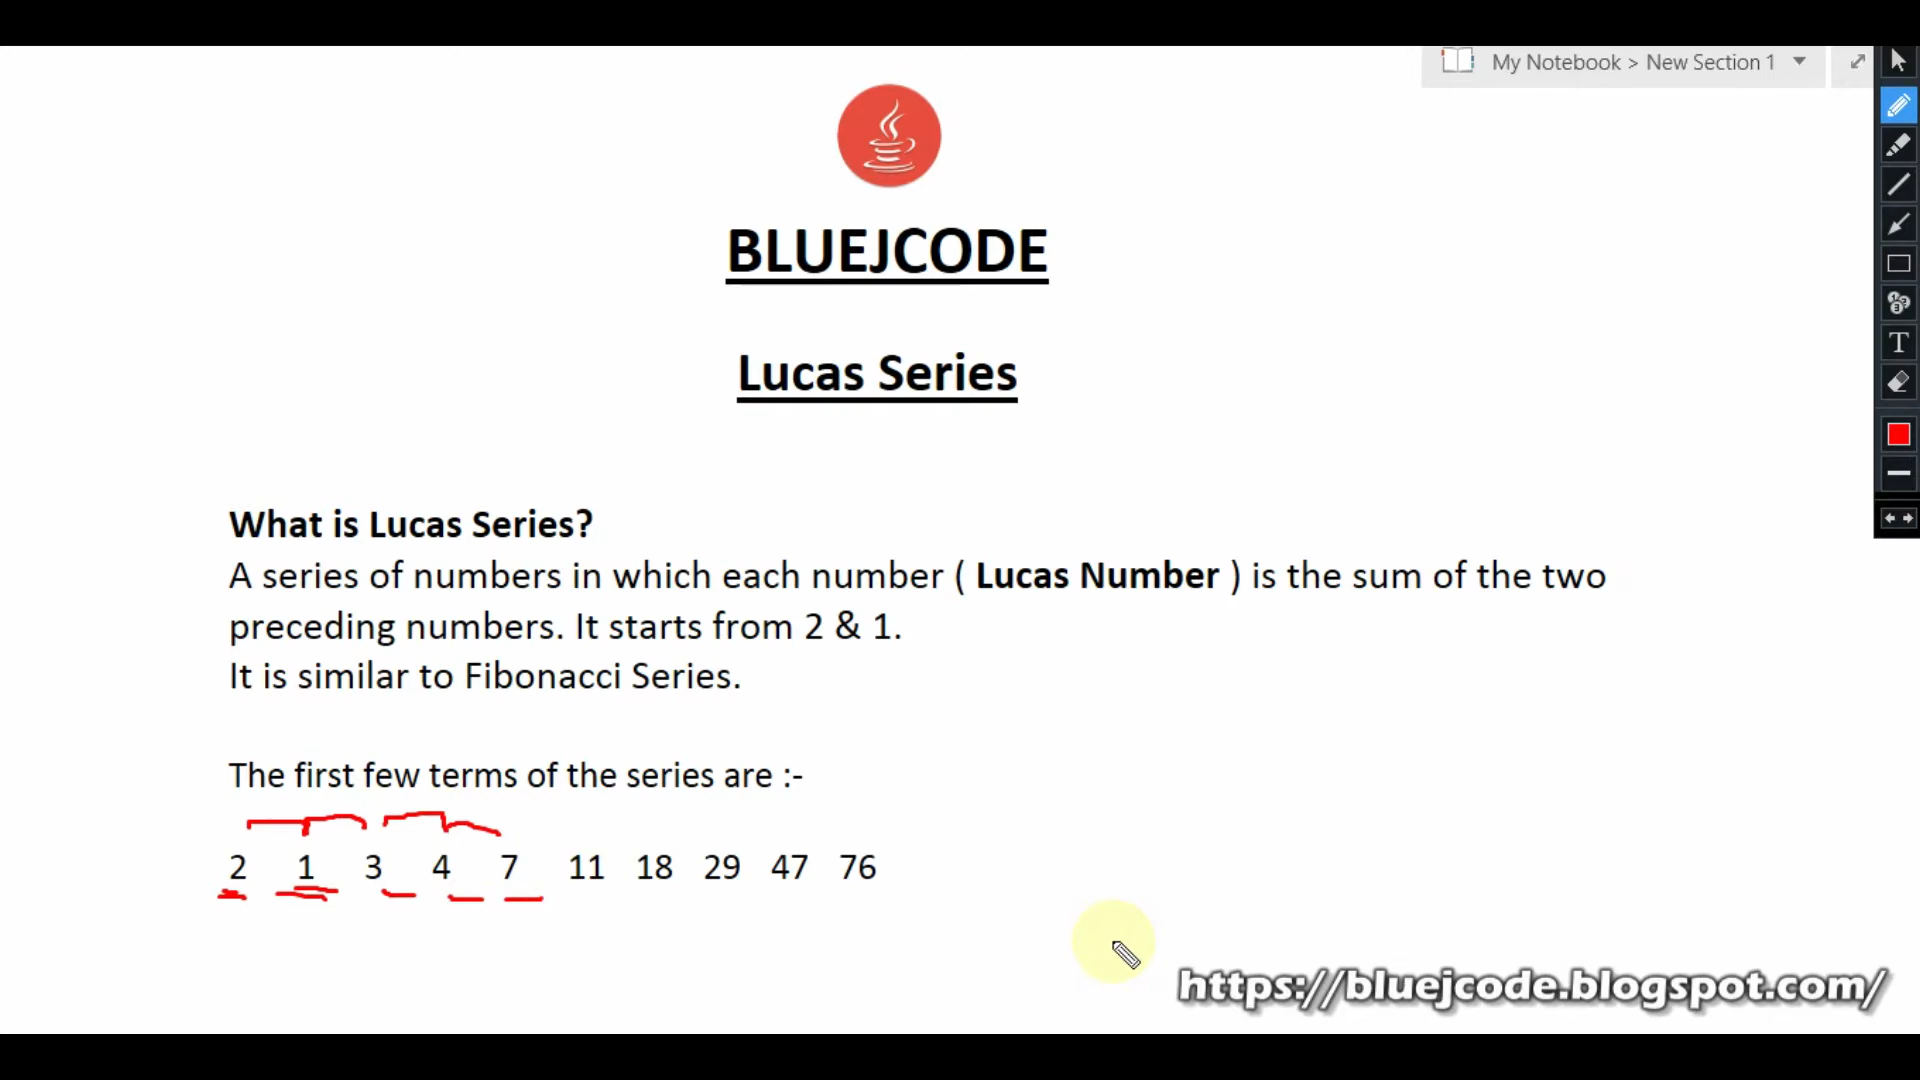 My Notebook > New Section 1
BLUEJCODE
Lucas Series
What is Lucas Series?
A series of numbers in which each number ( Lucas Number ) is the sum of the two
preceding numbers. It starts from 2 & 1.
It is similar to Fibonacci Series.
The first few terms of the series are :-
2 1 3 4 7 11 18 29 47 76
https://bluejcode.blogspot.com/